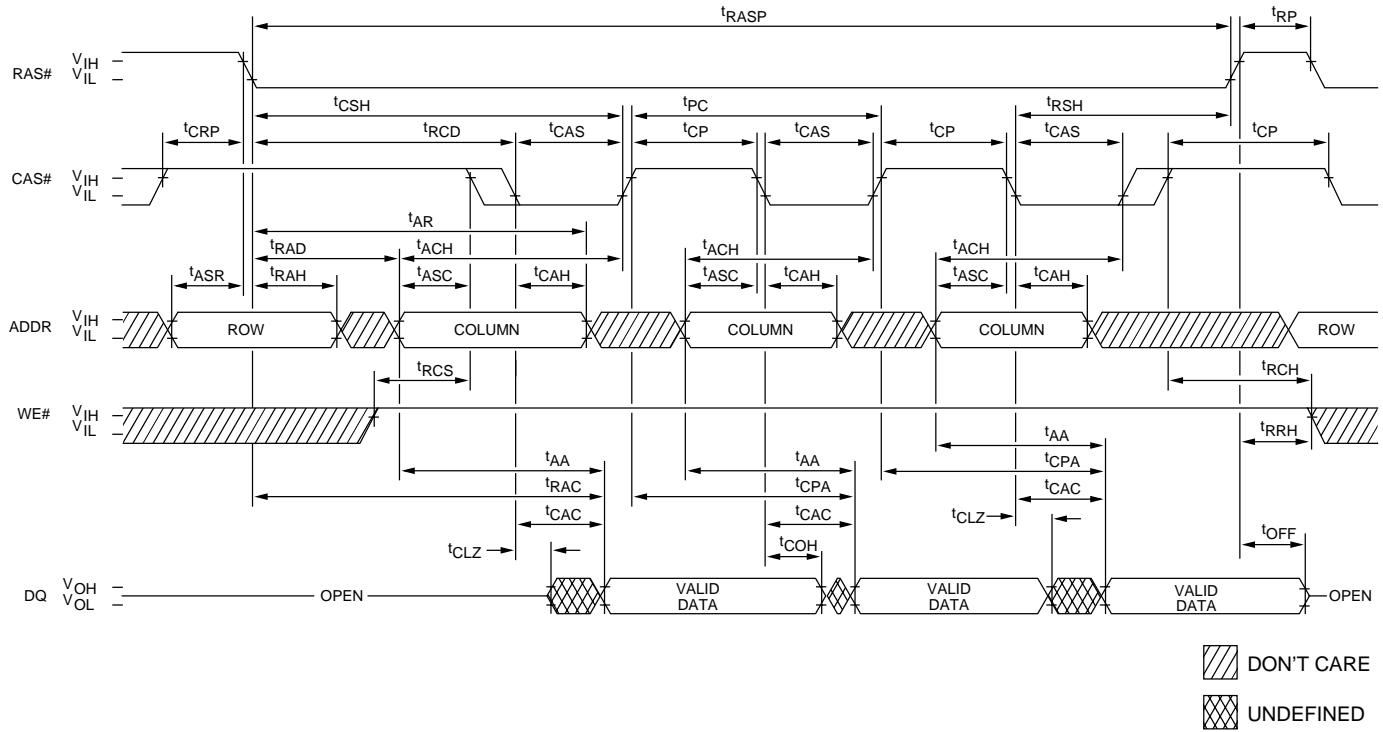 tRASP tRP
RAS# VIH
VIL
tCSH tPC tRSH
tCRP tRCD tCAS tCP tCAS tCP tCAS tCP
CAS# VIH
VIL
tAR
tRAD tACH tACH tACH
tASR tRAH tASC tCAH tASC tCAH tASC tCAH
ADDR VIH
VIL
ROW COLUMN COLUMN COLUMN ROW
tRCS tRCH
WE# VIH
VIL
tRRH
tAA tAA tAA
tRAC tCPA tCPA
tCAC tCAC tCAC
tCLZ tCOH tCLZ tOFF
DQ VOH
VOL
OPEN VALID DATA VALID DATA VALID DATA OPEN
DON'T CARE
UNDEFINED